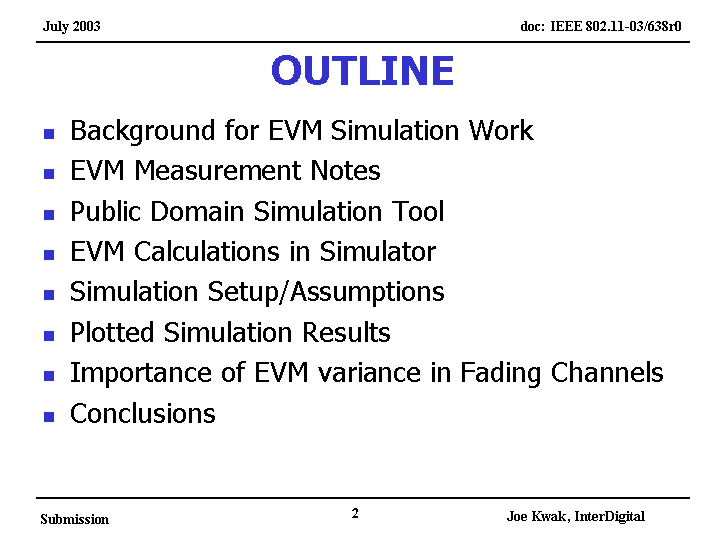 July 2003
doc: IEEE 802.11-03/638r0
OUTLINE
Background for EVM Simulation Work
EVM Measurement Notes
Public Domain Simulation Tool
EVM Calculations in Simulator
Simulation Setup/Assumptions
Plotted Simulation Results
Importance of EVM variance in Fading Channels
Conclusions
Submission
2
Joe Kwak, InterDigital